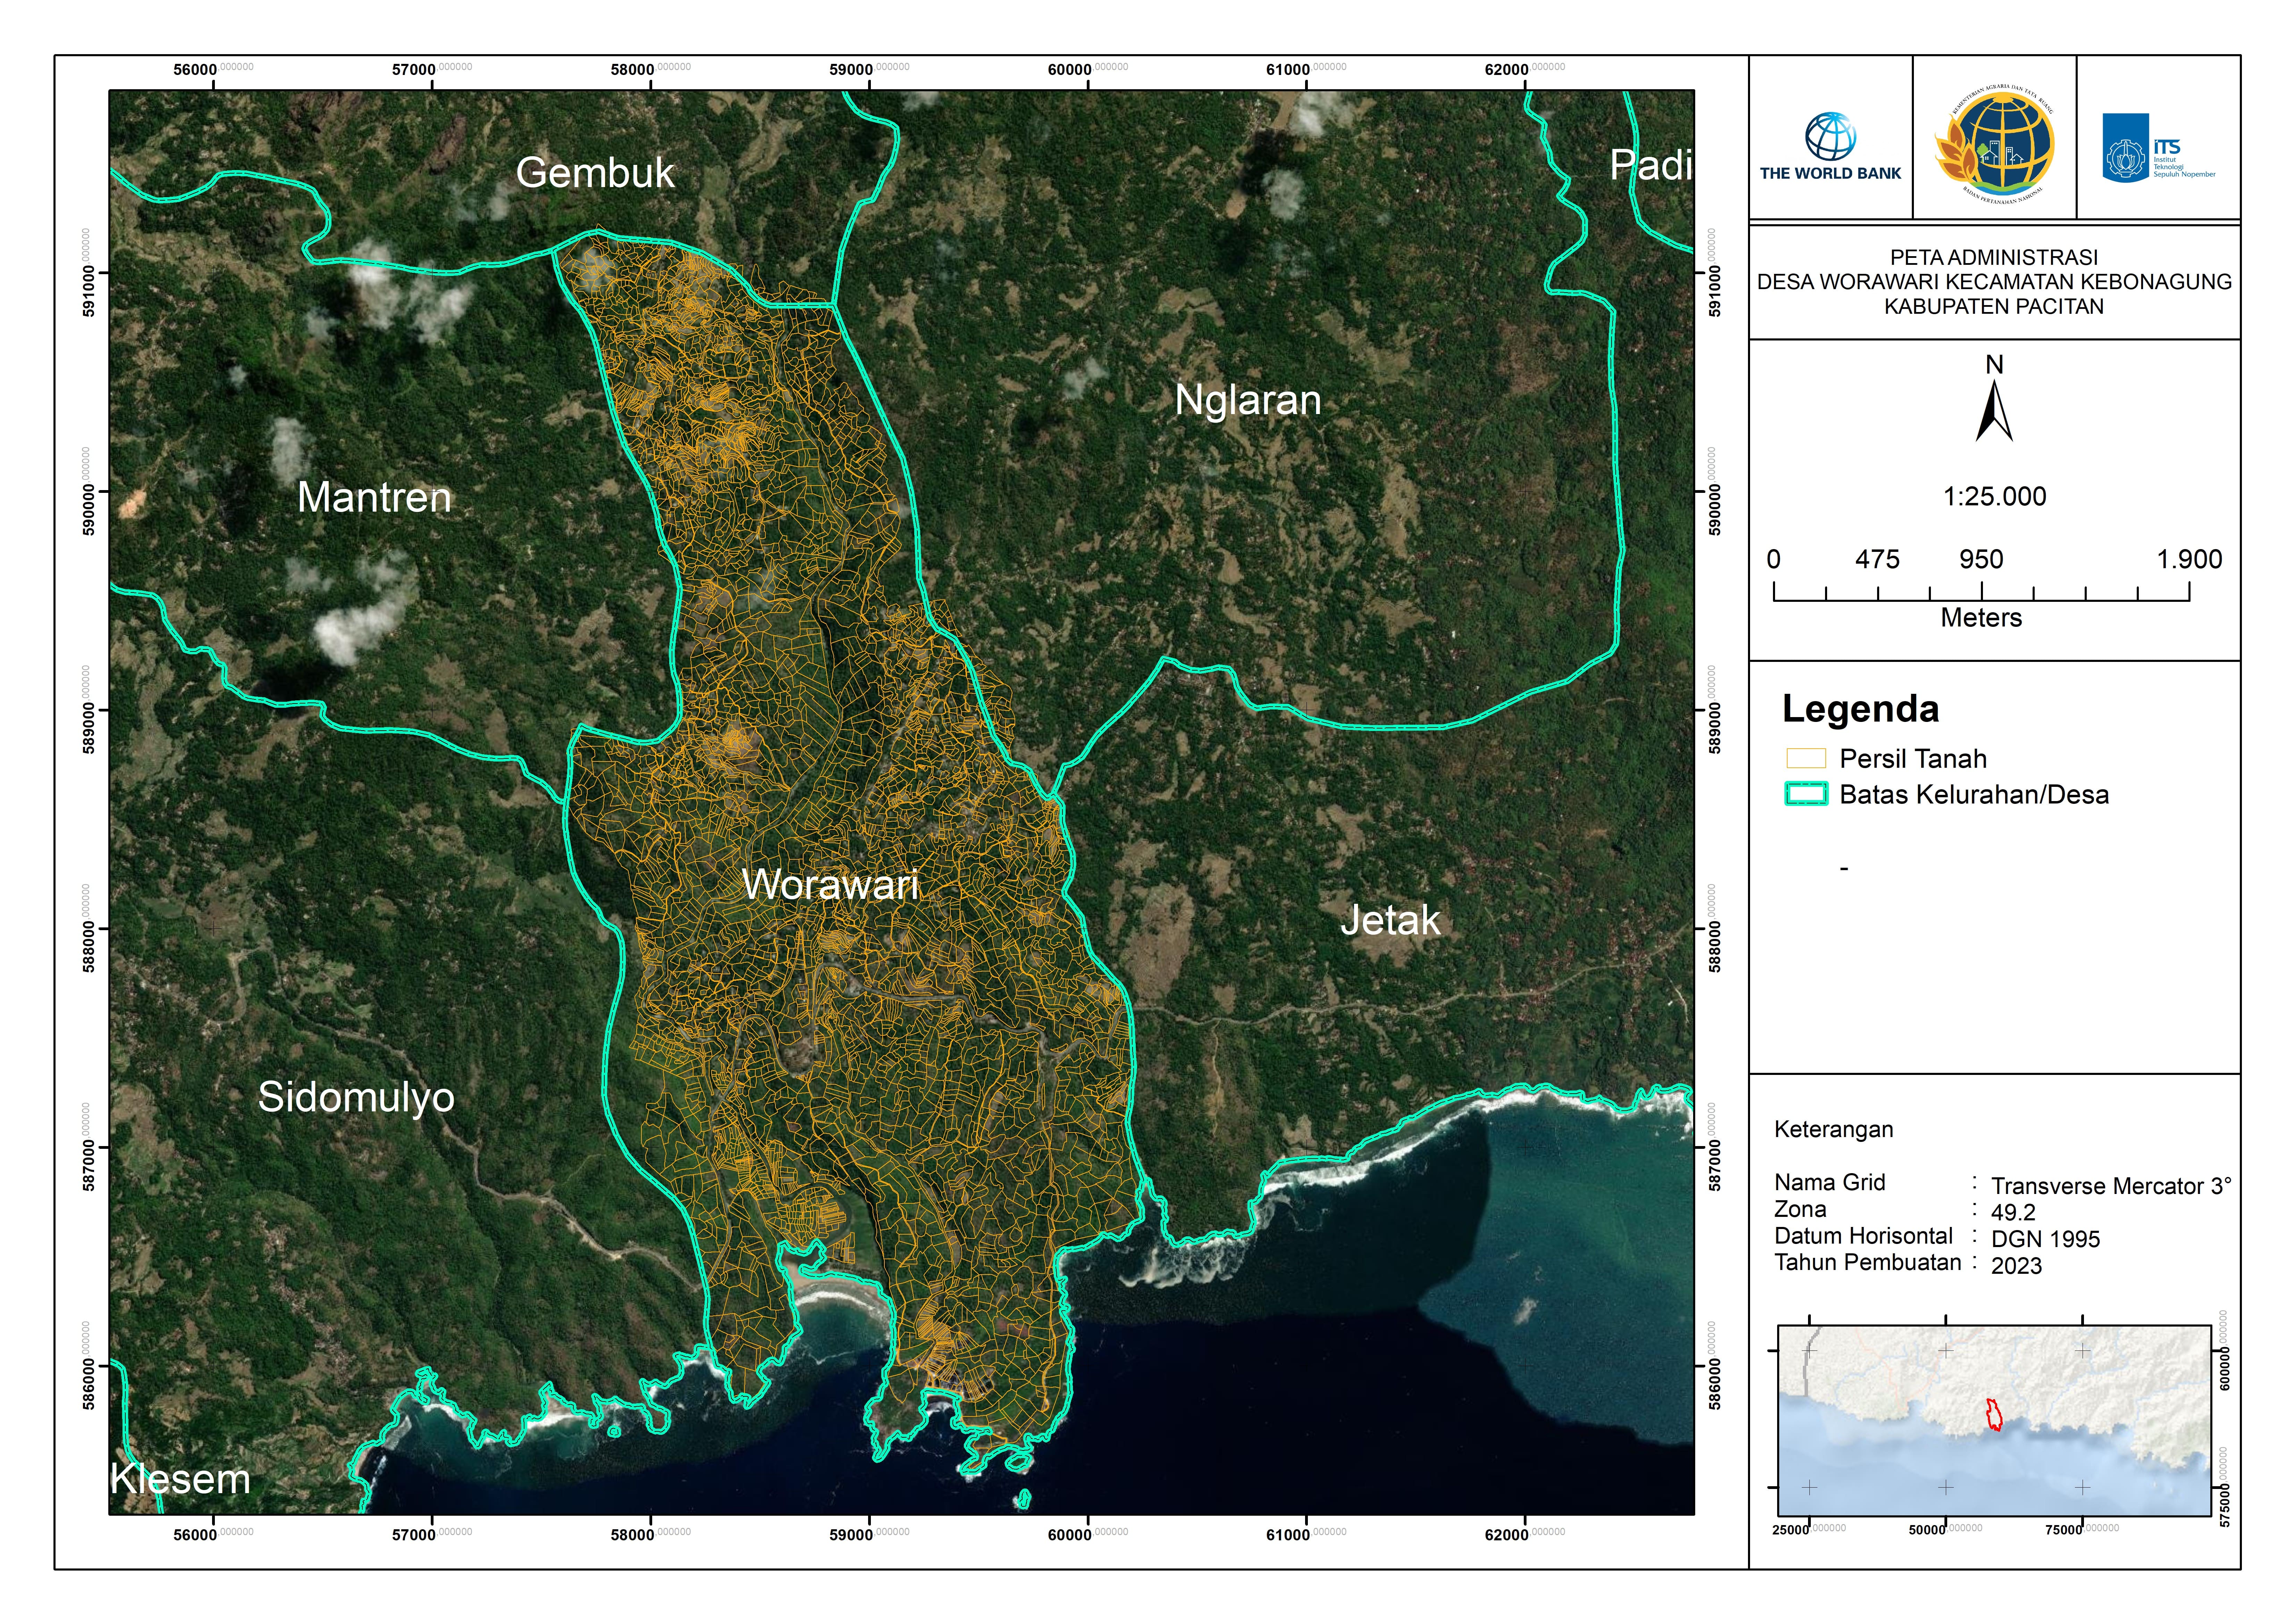 56000,000000 57000,000000 58000,000000 59000,000000 60000,000000 61000,000000 62000,000000
591000,000000
590000,000000
589000,000000
588000,000000
587000,000000
586000,000000
Gembuk
Padi
Nglaran
Mantren
Worawari
Jetak
Sidomulyo
Klesem
591000,000000
590000,000000
589000,000000
588000,000000
587000,000000
586000,000000
56000,000000 57000,000000 58000,000000 59000,000000 60000,000000 61000,000000 62000,000000
THE WORLD BANK
KEMENTERIAN AGRARIA DAN TATA RUANG
BADAN PERTANAHAN NASIONAL
iTS
Institut
Teknologi
Sepuluh Nopember
PETA ADMINISTRASI
DESA WORAWARI KECAMATAN KEBONAGUNG
KABUPATEN PACITAN
N
1:25.000
0 475 950 1.900
Meters
Legenda
Persil Tanah
Batas Kelurahan/Desa
-
Keterangan
Nama Grid : Transverse Mercator 3°
Zona : 49.2
Datum Horisontal : DGN 1995
Tahun Pembuatan : 2023
600000,000000
575000,000000
25000,000000 50000,000000 75000,000000